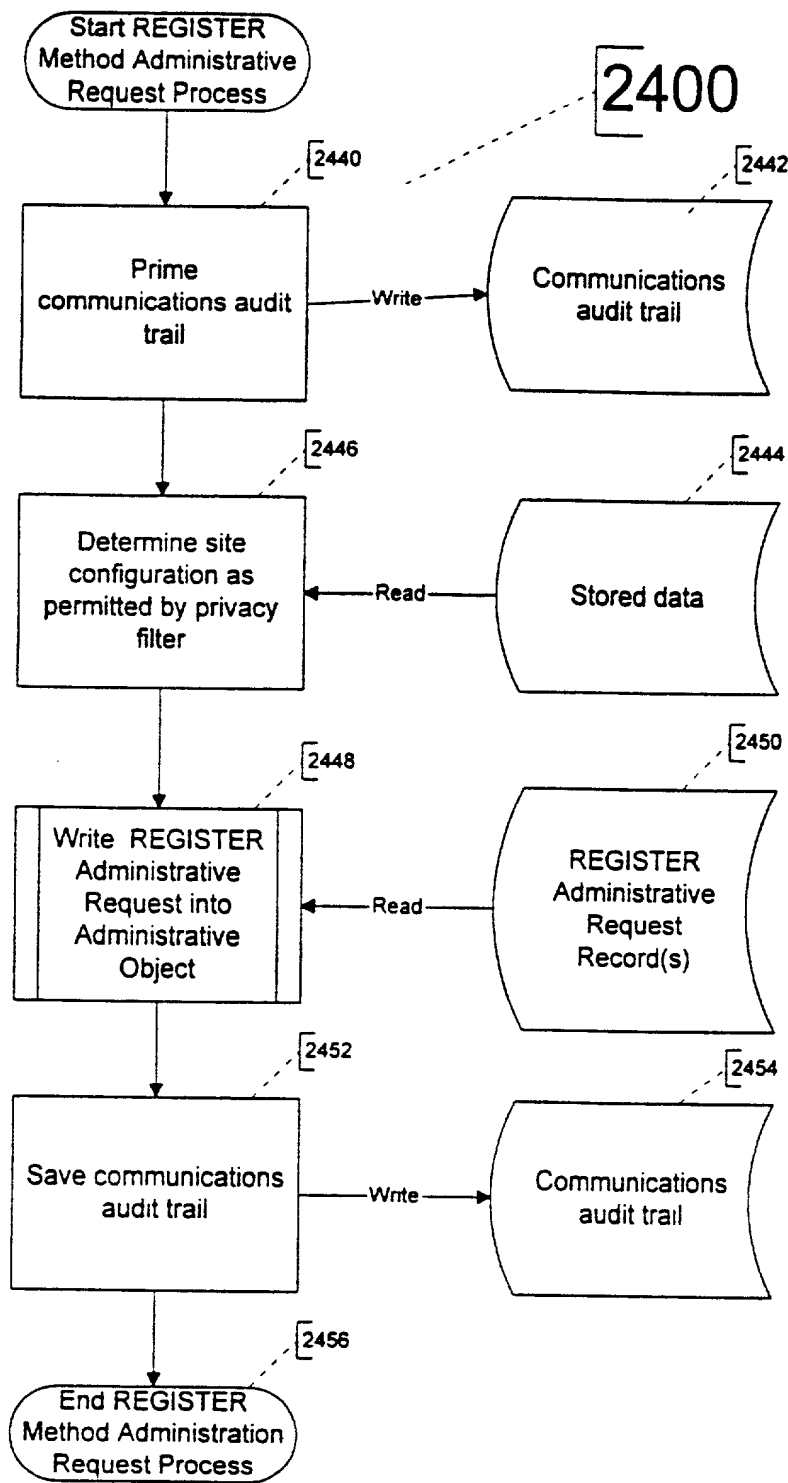 Start REGISTER
Method Administrative
Request Process
2400
2440
2442
Prime
communications audit
trail
Write
Communications
audit trail
2446
2444
Determine site
configuration as
permitted by privacy
filter
Read
Stored data
2448
2450
Write REGISTER
Administrative
Request into
Administrative
Object
Read
REGISTER
Administrative
Request
Record(s)
2452
2454
Save communications
audit trail
Write
Communications
audit trail
2456
End REGISTER
Method Administration
Request Process